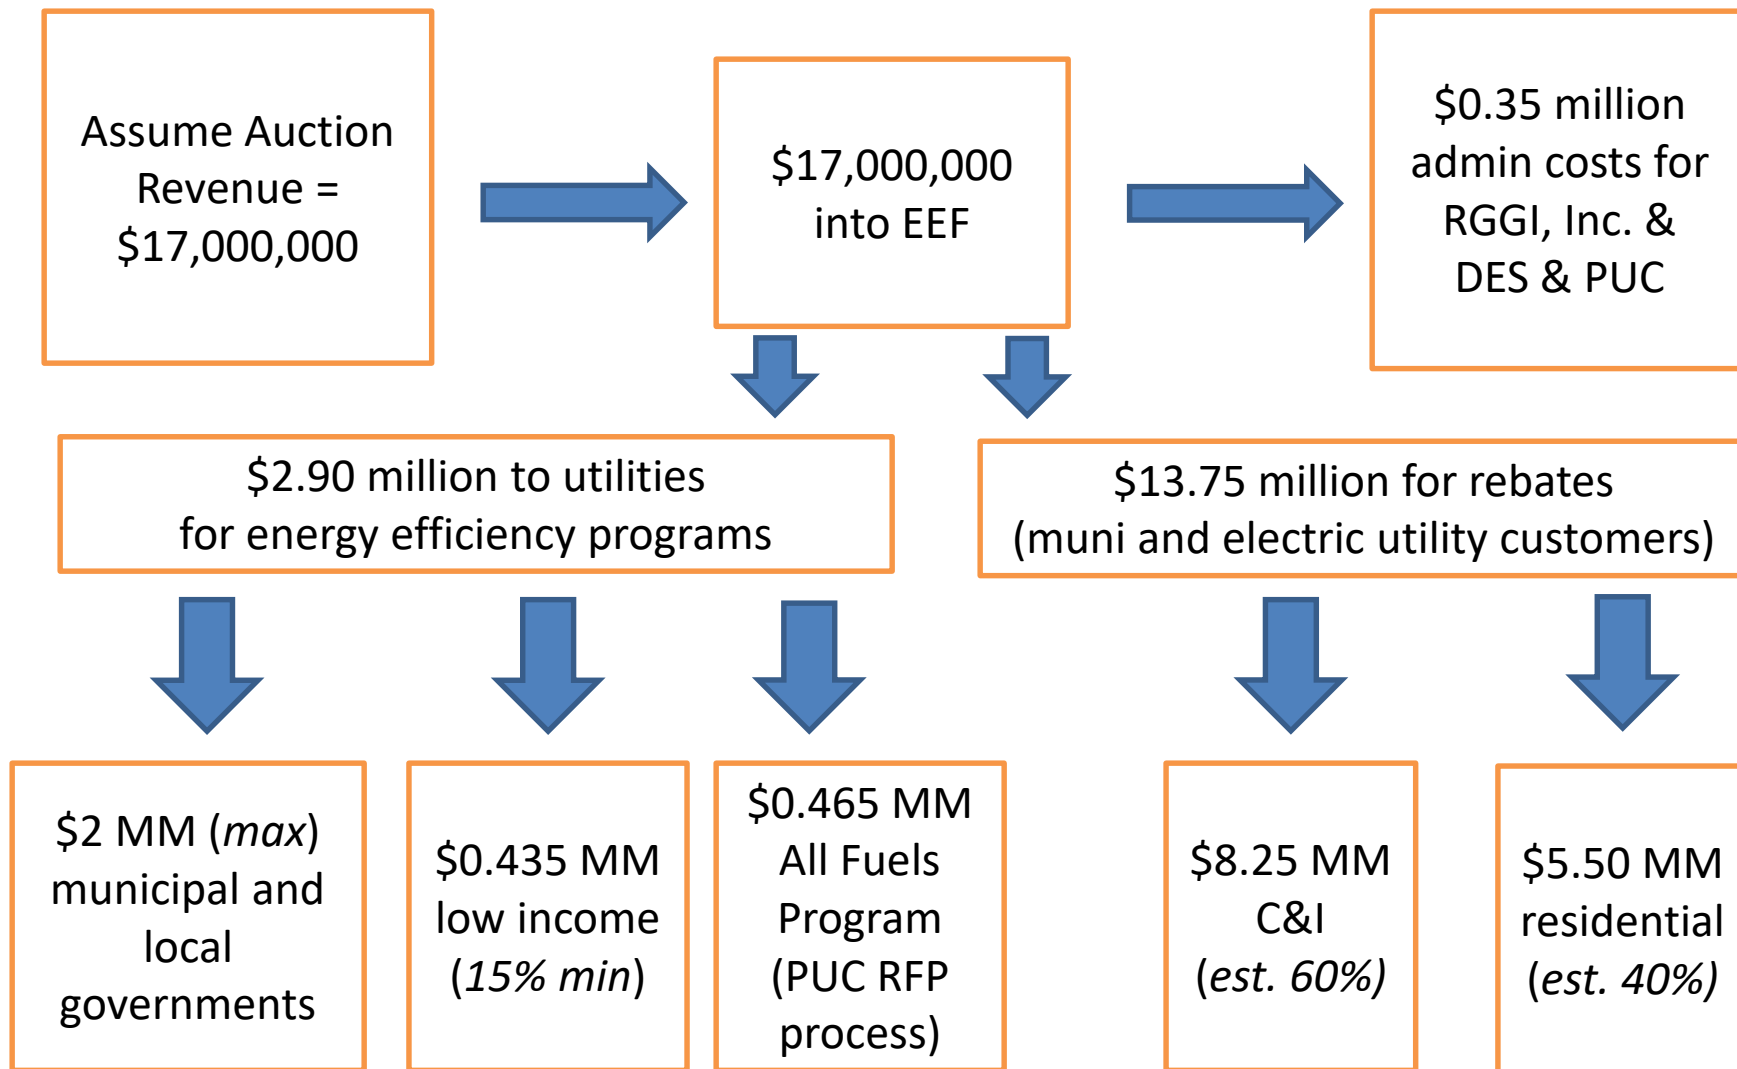 Assume Auction
Revenue =
$17,000,000
$17,000,000
into EEF
$0.35 million
admin costs for
RGGI, Inc. &
DES & PUC
$2.90 million to utilities
for energy efficiency programs
$13.75 million for rebates
(muni and electric utility customers)
$2 MM (max)
municipal and
local
governments
$0.435 MM
low income
(15% min)
$0.465 MM
All Fuels
Program
(PUC RFP
process)
$8.25 MM
C&I
(est. 60%)
$5.50 MM
residential
(est. 40%)